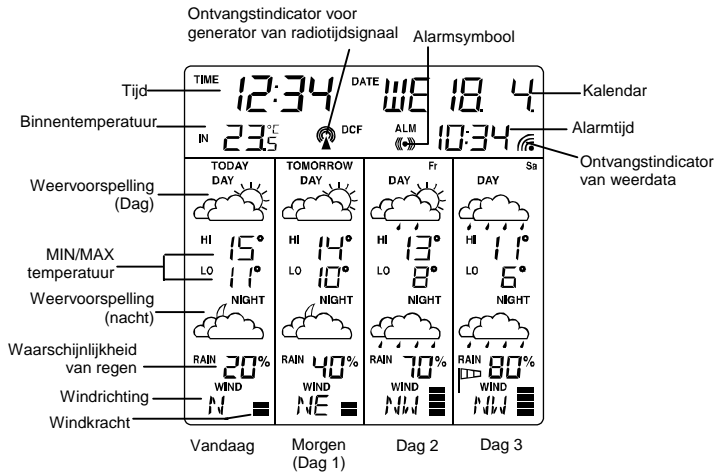 Ontvangstindicator voor
generator van radiotijdsignaal
Alarmsymbool
Tijd
TIME 12:34 DATE WE 18. 4.
Kalendar
Binnentemperatuur
IN 23.5 °C DCF ALM 10:34
Alarmtijd
Ontvangstindicator
van weerdata
TODAY TOMORROW Fr Sa
DAY DAY DAY DAY
Weervoorspelling
(Dag)
HI 15° HI 14° HI 13° HI 11°
MIN/MAX
temperatuur
LO 11° LO 10° LO 8° LO 6°
NIGHT NIGHT NIGHT NIGHT
Weervoorspelling
(nacht)
Waarschijnlijkheid
van regen
RAIN 20% RAIN 40% RAIN 70% RAIN 80%
WIND WIND WIND WIND
Windrichting
N NE NW NW
Windkracht
Vandaag Morgen Dag 2 Dag 3
(Dag 1)